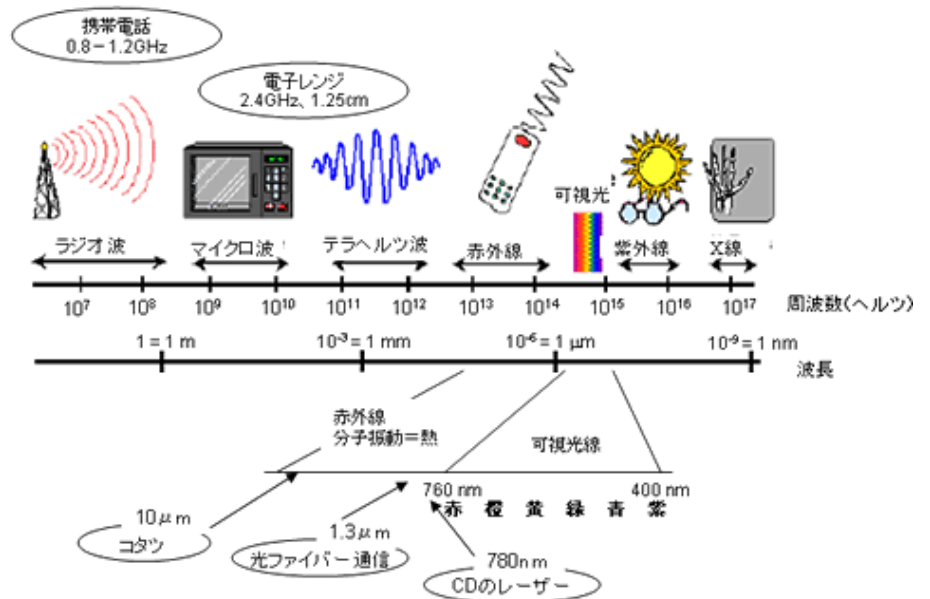 携帯電話
0.8－1.2GHz
電子レンジ
2.4GHz、1.25cm
可視光
ラジオ波
マイクロ波
テラヘルツ波
赤外線
紫外線
X線
10⁷ 10⁸ 10⁹ 10¹⁰ 10¹¹ 10¹² 10¹³ 10¹⁴ 10¹⁵ 10¹⁶ 10¹⁷
周波数(ヘルツ)
1 = 1 m 10⁻³ = 1 mm 10⁻⁶ = 1 μm 10⁻⁹ = 1 nm
波長
赤外線
分子振動＝熱
可視光線
760 nm 400 nm
赤 橙 黄 緑 青 紫
10μm
コタツ
1.3μm
光ファイバー通信
780nm
CDのレーザー